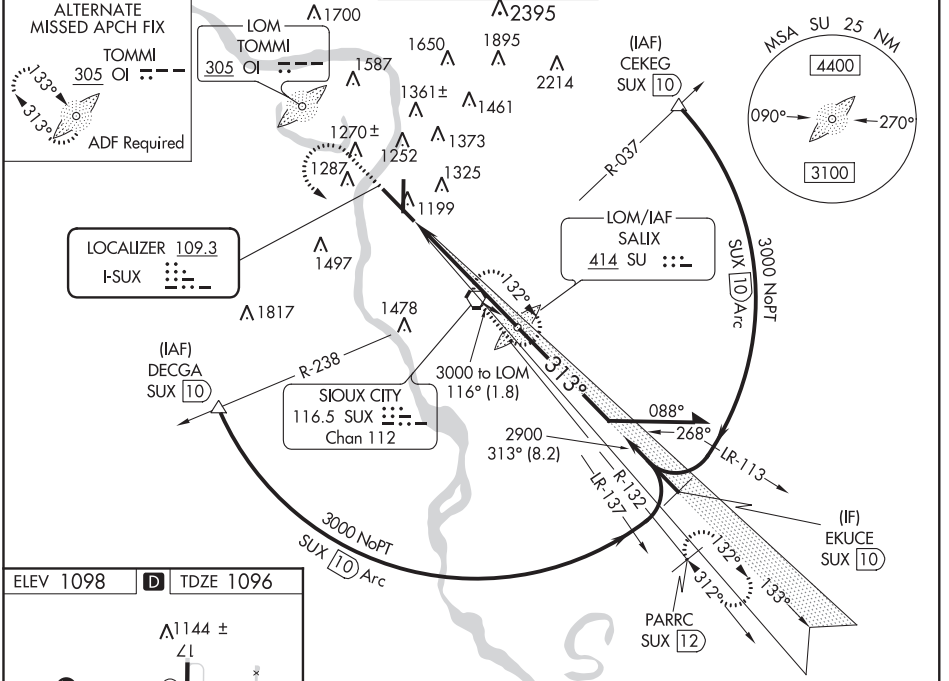 ALTERNATE
MISSED APCH FIX
TOMMI
305 OI
133°
313°
ADF Required
LOM
TOMMI
305 OI
1700
2395
1650
1895
1587
2214
1361 ±
1461
1270 ±
1252
1373
1287
1325
1199
(IAF)
CEKEG
SUX 10
R-037
MSA SU 25 NM
4400
090°
270°
3100
LOCALIZER 109.3
I-SUX
1497
1817
1478
LOM/IAF
SALIX
414 SU
132°
3000 NoPT
SUX 10 Arc
(IAF)
DECGA
SUX 10
R-238
3000 to LOM
116° (1.8)
313°
SIOUX CITY
116.5 SUX
Chan 112
088°
268°
2900
313° (8.2)
LR-113
R-132
LR-137
(IF)
EKUCE
SUX 10
3000 NoPT
SUX 10 Arc
132°
312°
133°
PARRC
SUX 12
ELEV 1098
D
TDZE 1096
1144 ±
17